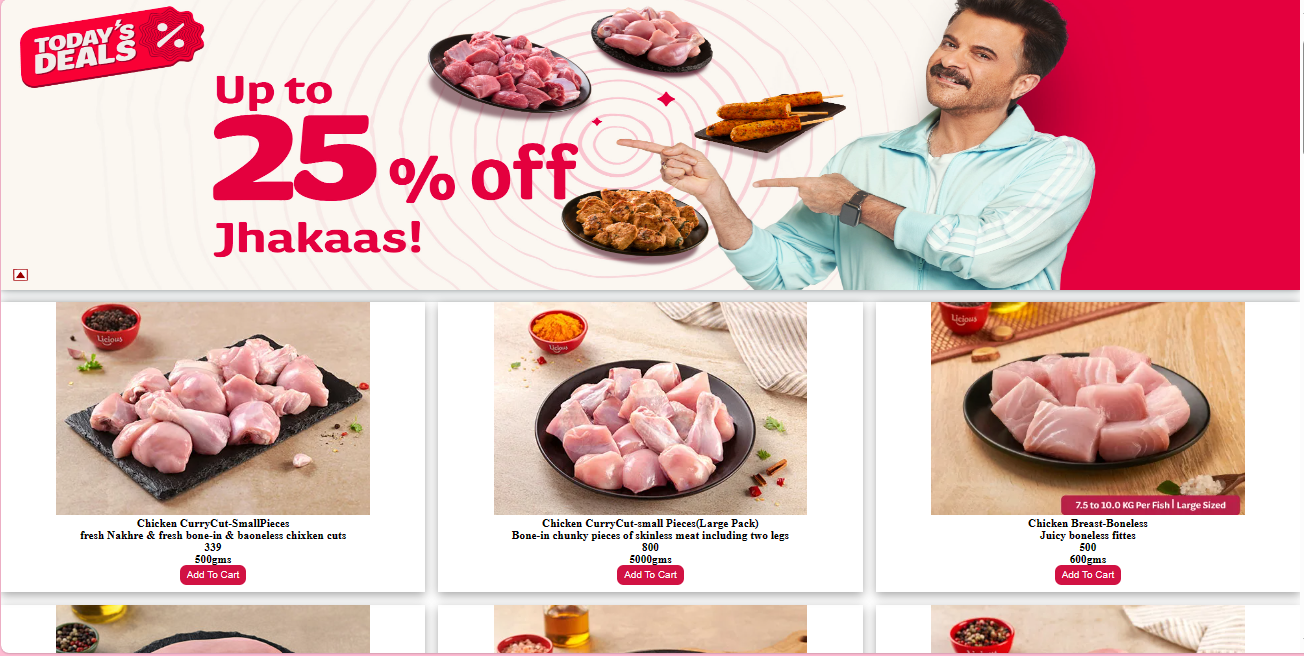 TODAY'S
DEALS
%
Up to
25% off
Jhakaas!
Licious
Licious
Licious
7.5 to 10.0 KG Per Fish | Large Sized
Chicken CurryCut-SmallPieces
fresh Nakhre & fresh bone-in & baoneless chixken cuts
339
500gms
Add To Cart
Chicken CurryCut-small Pieces(Large Pack)
Bone-in chunky pieces of skinless meat including two legs
800
5000gms
Add To Cart
Chicken Breast-Boneless
Juicy boneless fittes
500
600gms
Add To Cart